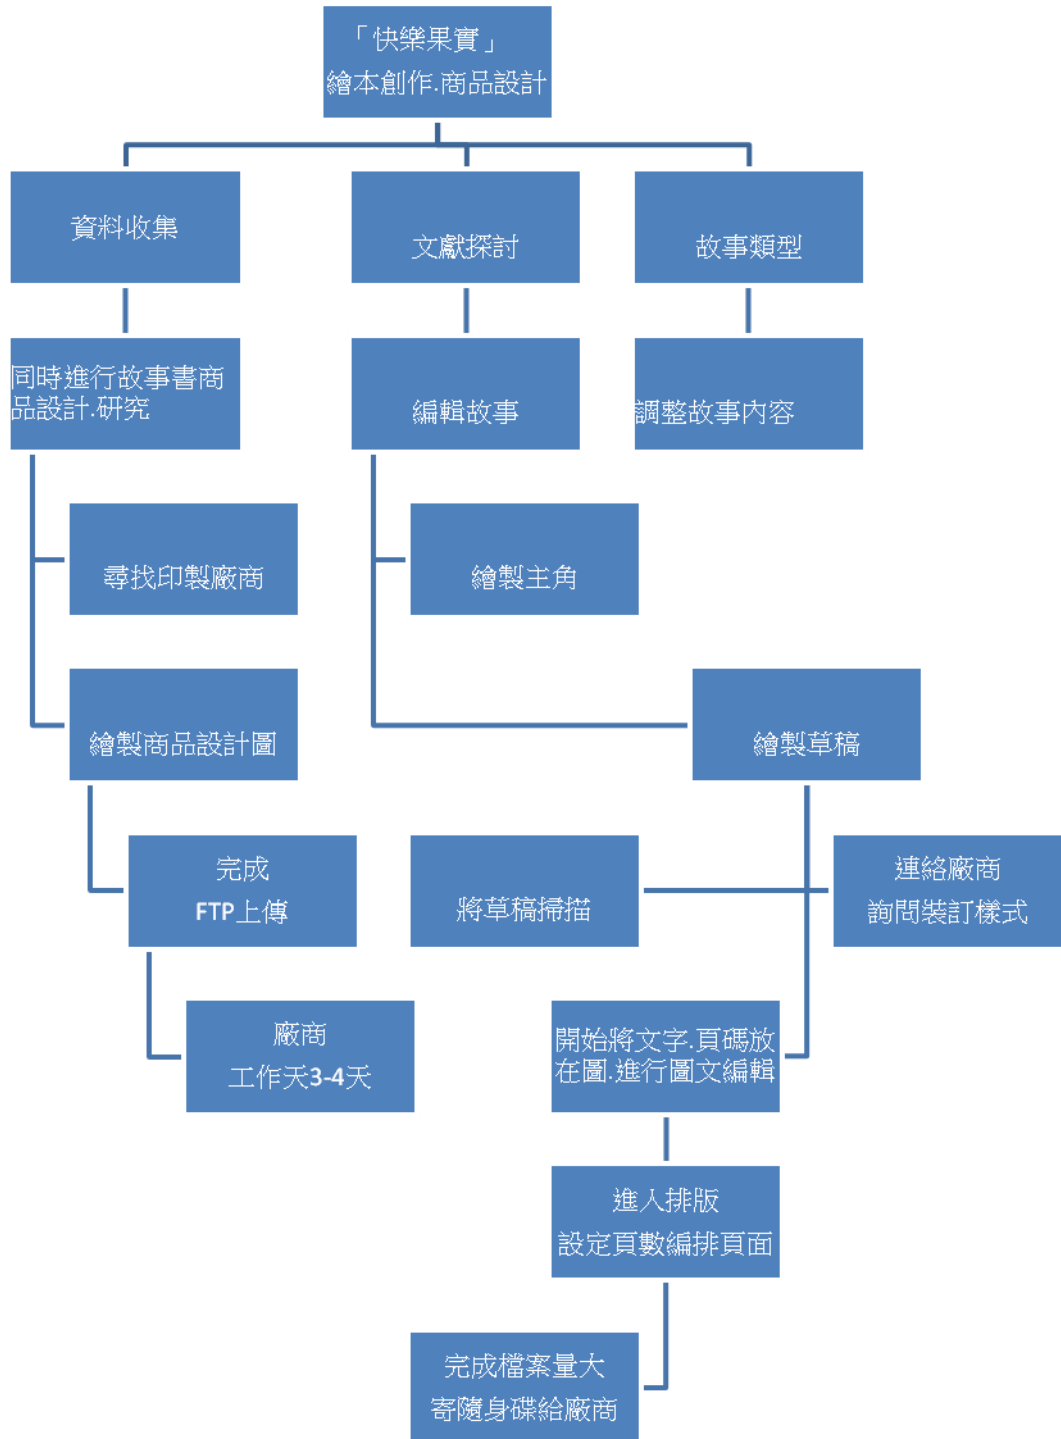 「快樂果實」
繪本創作.商品設計
資料收集
文獻探討
故事類型
同時進行故事書商
品設計.研究
編輯故事
調整故事內容
尋找印製廠商
繪製主角
繪製商品設計圖
繪製草稿
完成
FTP上傳
將草稿掃描
連絡廠商
詢問裝訂樣式
廠商
工作天3-4天
開始將文字.頁碼放
在圖.進行圖文編輯
進入排版
設定頁數編排頁面
完成檔案量大
寄隨身碟給廠商